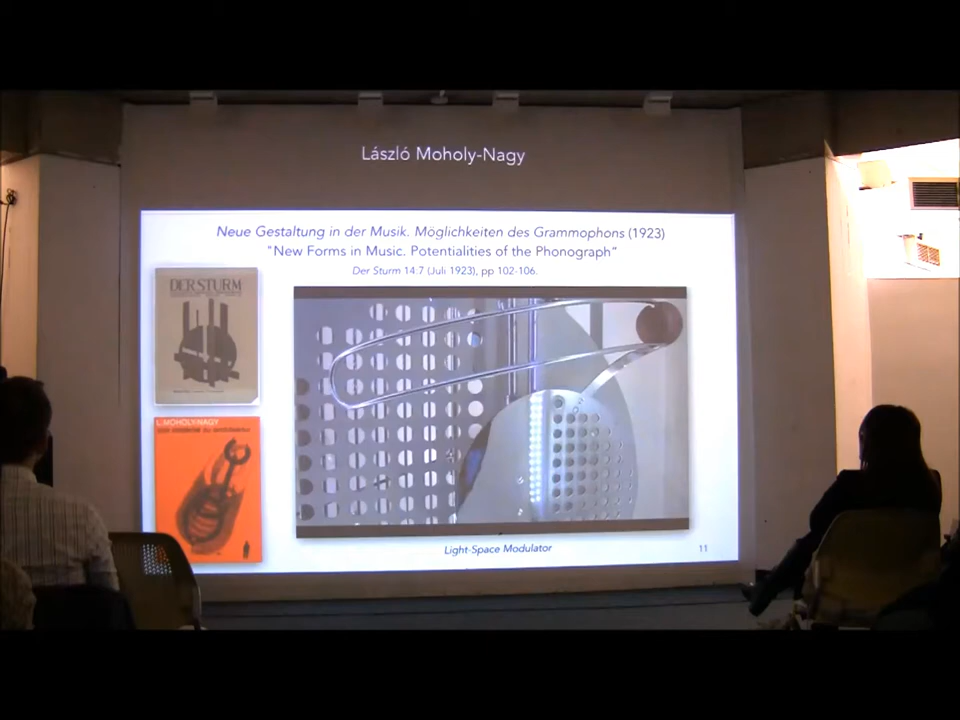 László Moholy-Nagy
Neue Gestaltung in der Musik. Möglichkeiten des Grammophons (1923)
"New Forms in Music. Potentialities of the Phonograph"
Der Sturm 14:7 (Juli 1923), pp 102-106.
DER STURM
L. MOHOLY-NAGY
Light-Space Modulator
11